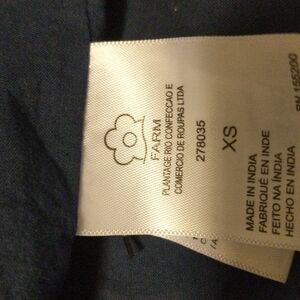 FARM
PLANTAGE RIO CONFECCAO E
COMERCIO DE ROUPAS LTDA
278035
XS
MADE IN INDIA
FABRIQUÉ EN INDE
FEITO NA ÍNDIA
HECHO EN INDIA